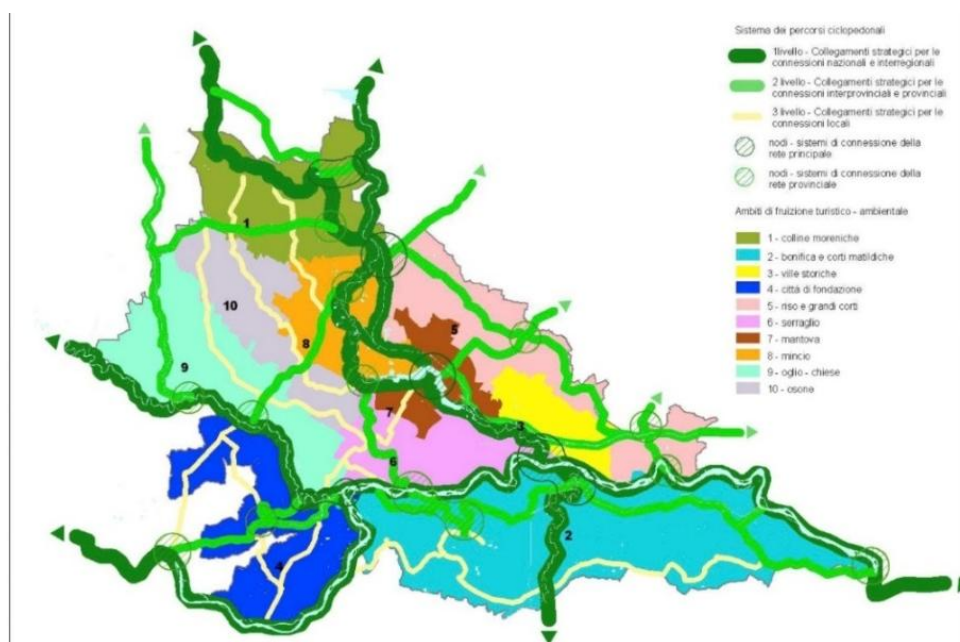 Sistema dei percorsi ciclopedonali
1livello - Collegamenti strategici per le
connessioni nazionali e interregionali
2 livello - Collegamenti strategici per le
connessioni interprovinciali e provinciali
3 livello - Collegamenti strategici per le
connessioni locali
nodi - sistemi di connessione della
rete principale
nodi - sistemi di connessione della
rete provinciale
Ambiti di fruizione turistico - ambientale
1 - colline moreniche
2 - bonifica e corti matildiche
3 - ville storiche
4 - città di fondazione
5 - riso e grandi corti
6 - serraglio
7 - mantova
8 - mincio
9 - oglio - chiese
10 - osone
1
10
5
8
9
7
3
6
2
4